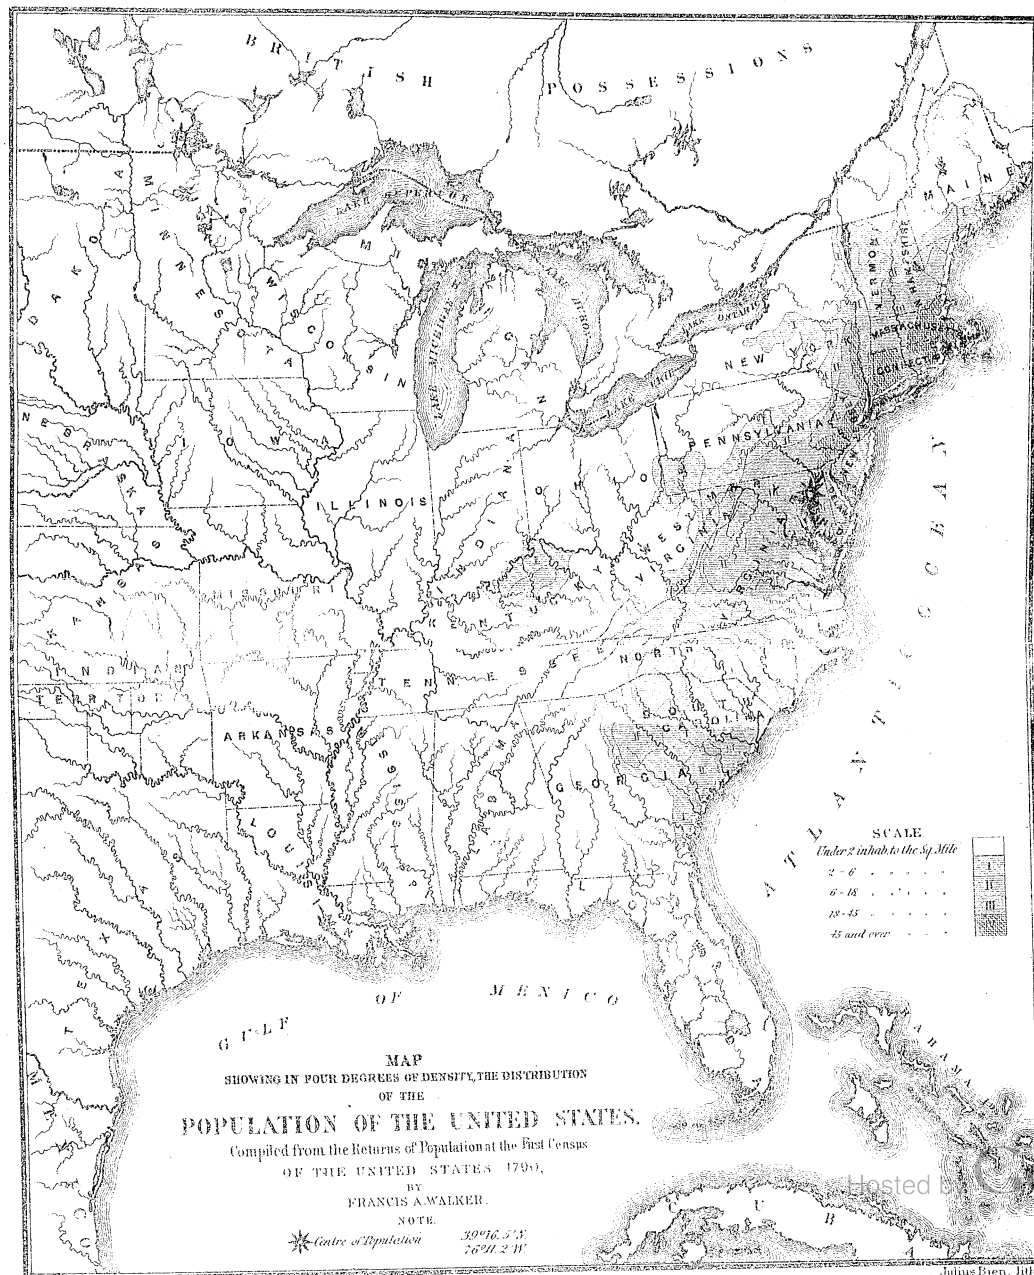 BRITISH POSSESSIONS
LAKE SUPERIOR
MAINE
DAKOTA
MINNESOTA
WISCONSIN
MICHIGAN
LAKE MICHIGAN
LAKE HURON
LAKE ONTARIO
LAKE ERIE
VERMONT
N. HAMPSHIRE
MASSACHUSETTS
NEW YORK
NEBRASKA
IOWA
ILLINOIS
INDIANA
OHIO
PENNSYLVANIA
NEW
WEST VIRGINIA
VIRGINIA
KANSAS
MISSOURI
KENTUCKY
INDIAN
TERRITORY
TENNESSEE
NORTH
SOUTH
CAROLINA
ARKANSAS
MISSISSIPPI
ALABAMA
GEORGIA
LOUISIANA
TEXAS
FLORIDA
ATLANTIC OCEAN
SCALE
Under 2 inhab. to the Sq. Mile
2-6 " " " " "
I
6-18 " " " " "
II
18-45 " " " " "
III
45 and over " " "
GULF OF MEXICO
BAHAMA
MEXICO
CUBA
MAP
SHOWING IN FOUR DEGREES OF DENSITY, THE DISTRIBUTION
OF THE
POPULATION OF THE UNITED STATES.
Compiled from the Returns of Population at the First Census
OF THE UNITED STATES 1790,
BY
FRANCIS A. WALKER.
NOTE.
Centre of Population 39°16.5'N.
76°11.2'W.
Hosted by
Julius Bien, lith